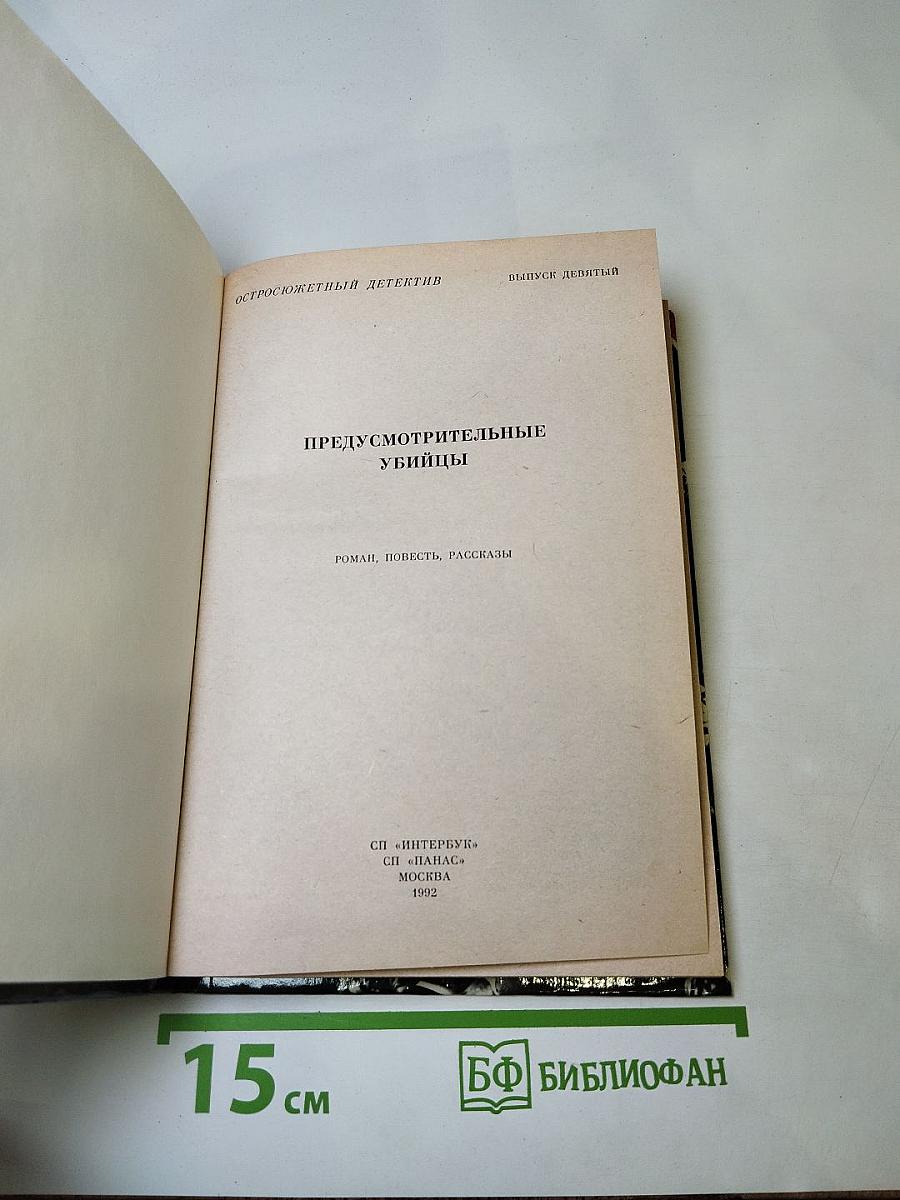 ОСТРОСЮЖЕТНЫЙ ДЕТЕКТИВ
ВЫПУСК ДЕВЯТЫЙ
ПРЕДУСМОТРИТЕЛЬНЫЕ
УБИЙЦЫ
РОМАН, ПОВЕСТЬ, РАССКАЗЫ
СП «ИНТЕРБУК»
СП «ПАНАС»
МОСКВА
1992
15 см
БФ БИБЛИОФАН